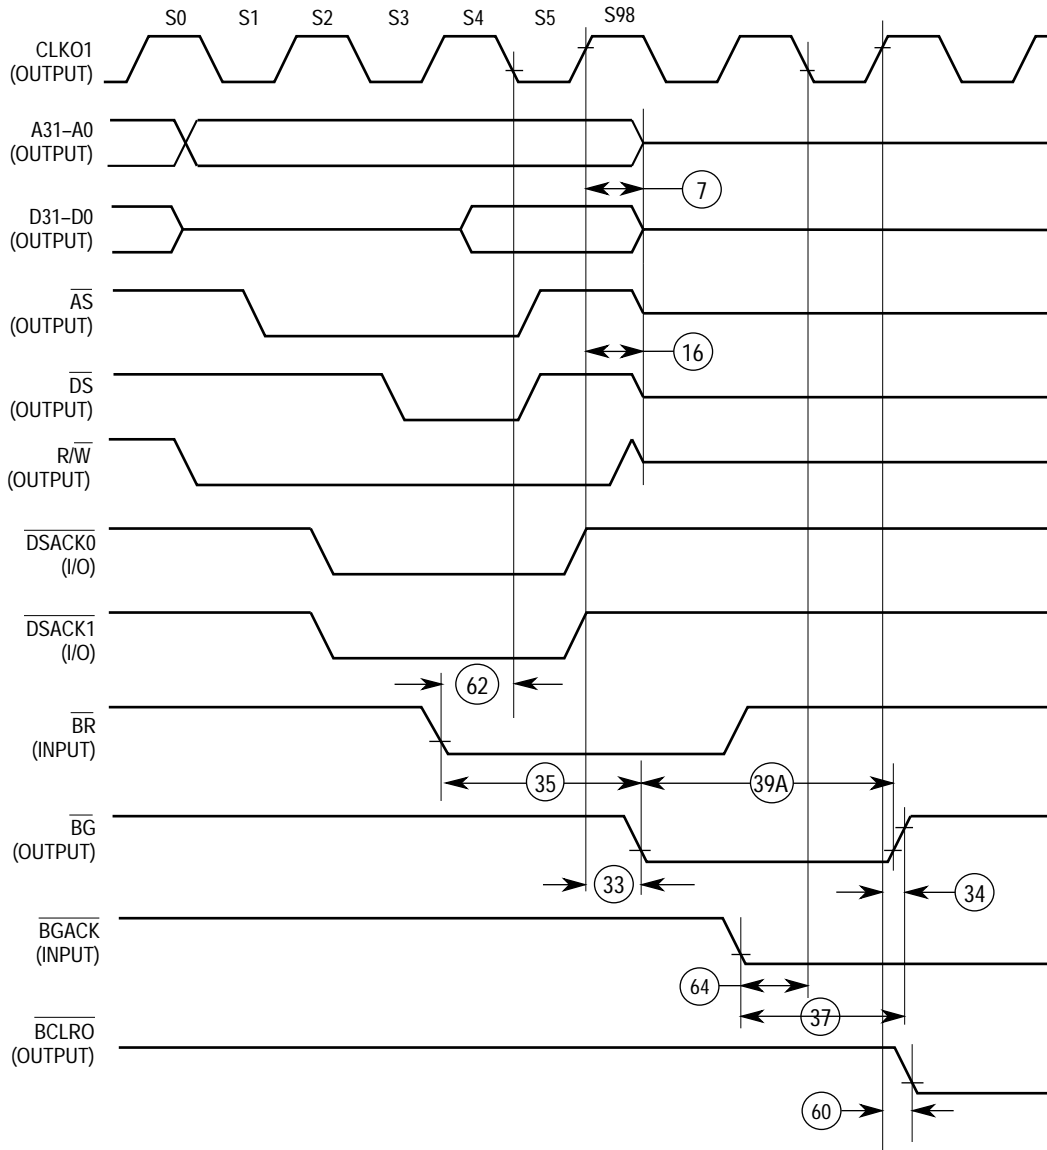 S0 S1 S2 S3 S4 S5 S98
CLKO1
(OUTPUT)
A31–A0
(OUTPUT)
7
D31–D0
(OUTPUT)
AS
(OUTPUT)
16
DS
(OUTPUT)
R/W
(OUTPUT)
DSACK0
(I/O)
DSACK1
(I/O)
62
BR
(INPUT)
35 39A
BG
(OUTPUT)
33 34
BGACK
(INPUT)
64
37
BCLRO
(OUTPUT)
60